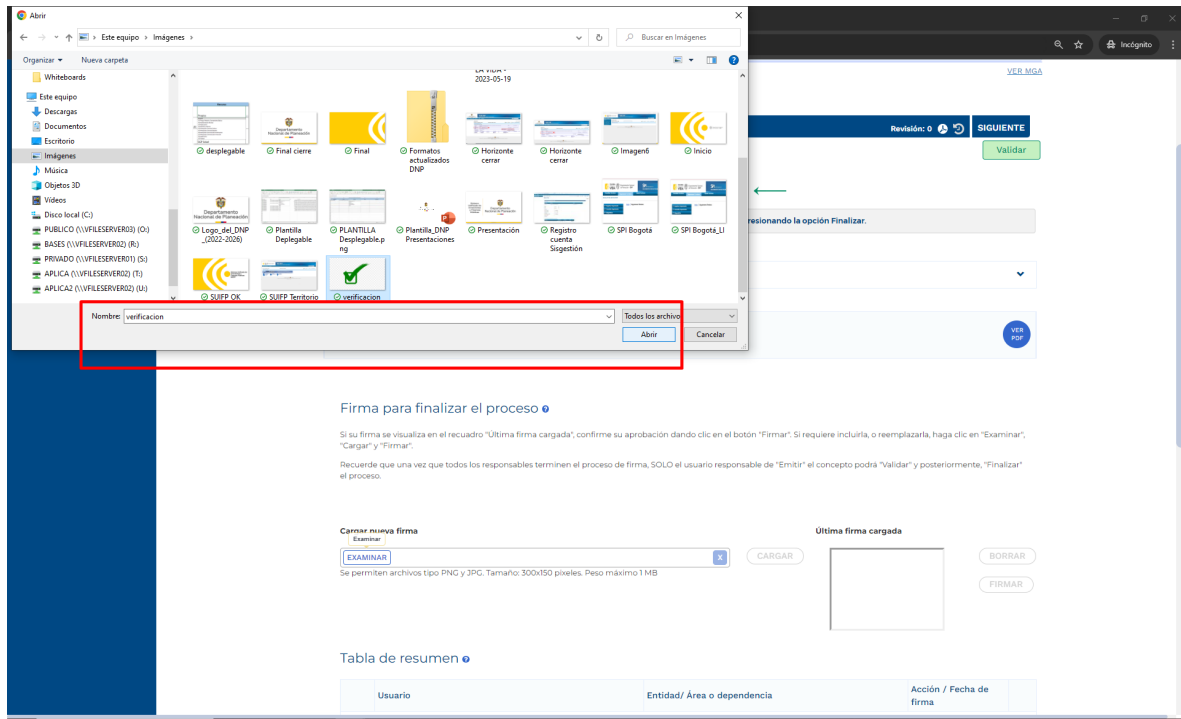 Abrir
Este equipo › Imágenes ›
Buscar en Imágenes
Incógnito
Organizar
Nueva carpeta
Whiteboards
Este equipo
Descargas
Documentos
Escritorio
Imágenes
Música
Objetos 3D
Vídeos
Disco local (C:)
PUBLICO (\\VFILESERVER03) (O:)
BASES (\\VFILESERVER02) (R:)
PRIVADO (\\VFILESERVER01) (S:)
APLICA (\\VFILESERVER02) (T:)
APLICA2 (\\VFILESERVER02) (U:)
2023-05-19
desplegable
Final cierre
Final
Formatos actualizados DNP
Horizonte cerrar
Horizonte cerrar
Imagen6
Inicio
Logo_del_DNP_(2022-2026)
Plantilla Deplegable
PLANTILLA Desplegable.png
Plantilla_DNP Presentaciones
Presentación
Registro cuenta Sisgestión
SPI Bogotá
SPI Bogotá_LI
SUIFP OK
SUIFP Territorio
verificacion
Nombre: verificacion
Todos los archivo
Abrir
Cancelar
VER MGA
Revisión: 0
SIGUIENTE
Validar
resionando la opción Finalizar.
VER
PDF
Firma para finalizar el proceso
Si su firma se visualiza en el recuadro "Última firma cargada", confirme su aprobación dando clic en el botón "Firmar". Si requiere incluirla, o reemplazarla, haga clic en "Examinar",
"Cargar" y "Firmar".
Recuerde que una vez que todos los responsables terminen el proceso de firma, SOLO el usuario responsable de "Emitir" el concepto podrá "Validar" y posteriormente, "Finalizar"
el proceso.
Cargar nueva firma
Última firma cargada
Examinar
EXAMINAR
X
CARGAR
BORRAR
Se permiten archivos tipo PNG y JPG. Tamaño: 300x150 pixeles. Peso máximo 1 MB
FIRMAR
Tabla de resumen
Usuario
Entidad/ Área o dependencia
Acción / Fecha de
firma